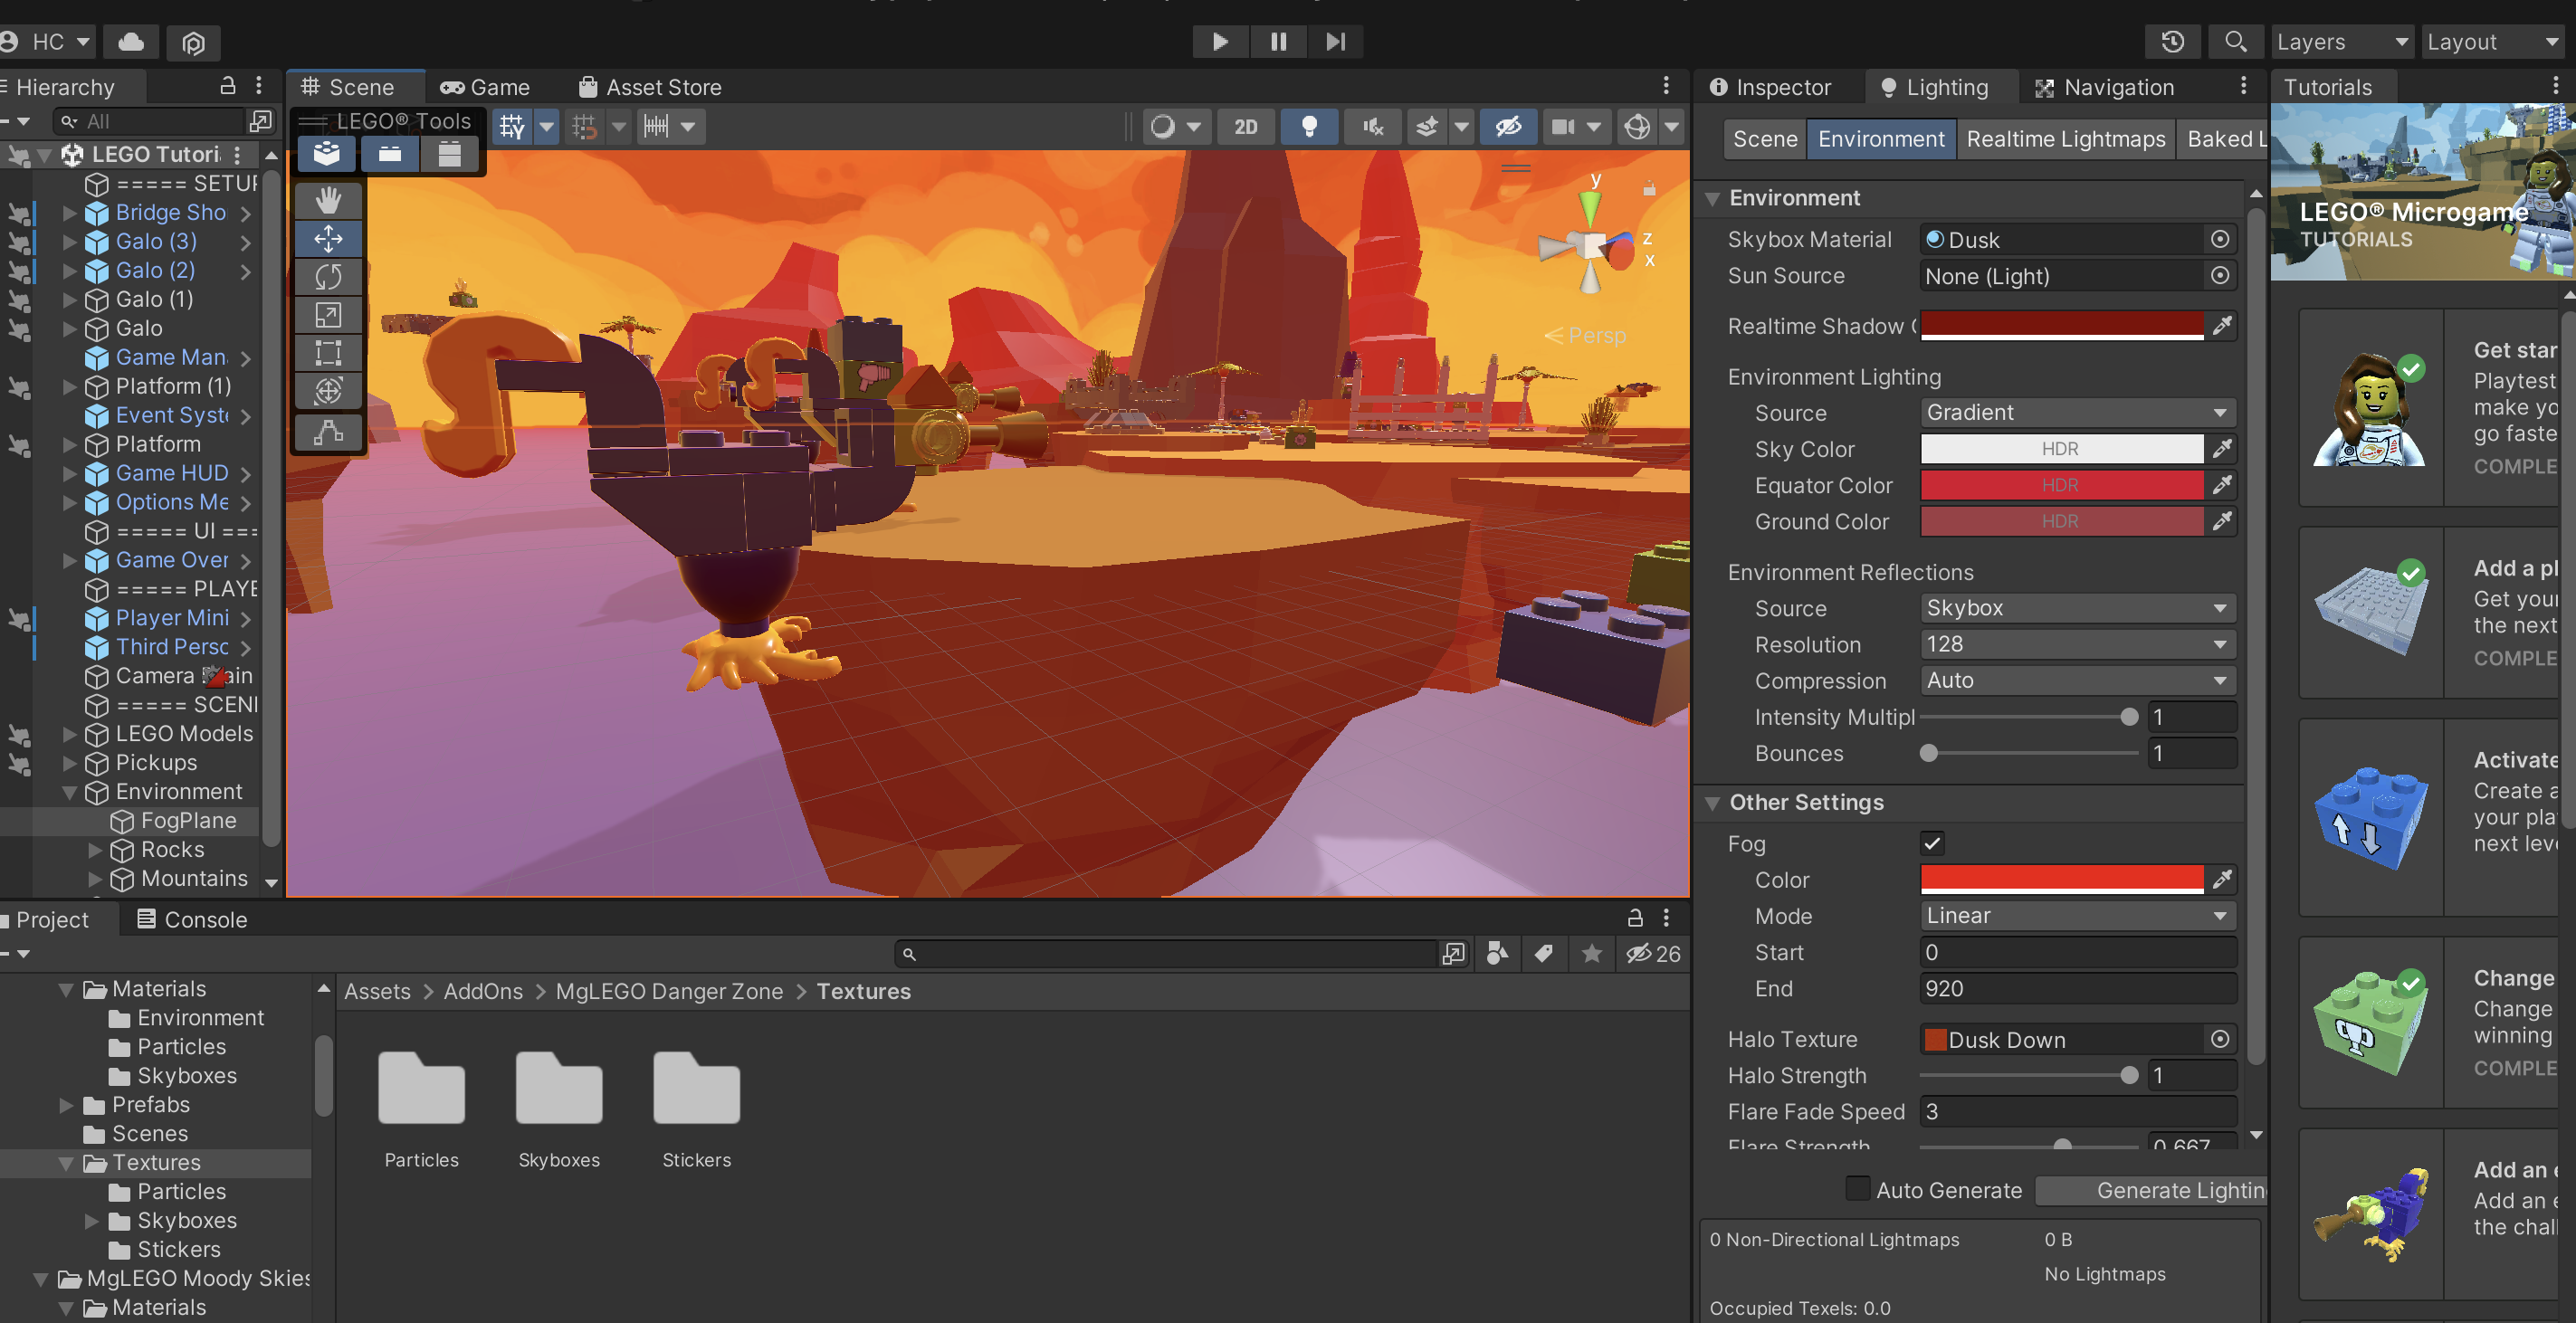 HC
Layers
Layout
Hierarchy
All
LEGO Tutori
===== SETUP
Bridge Sho
Galo (3)
Galo (2)
Galo (1)
Galo
Game Man
Platform (1)
Event Syste
Platform
Game HUD
Options Me
===== UI ===
Game Over
===== PLAYE
Player Mini
Third Perso
Camera Main
===== SCENE
LEGO Models
Pickups
Environment
FogPlane
Rocks
Mountains
Scene
Game
Asset Store
LEGO® Tools
2D
y
z
x
Persp
Inspector
Lighting
Navigation
Scene
Environment
Realtime Lightmaps
Baked L
Environment
Skybox Material
Dusk
Sun Source
None (Light)
Realtime Shadow C
Environment Lighting
Source
Gradient
Sky Color
HDR
Equator Color
HDR
Ground Color
HDR
Environment Reflections
Source
Skybox
Resolution
128
Compression
Auto
Intensity Multipl
1
Bounces
1
Other Settings
Fog
Color
Mode
Linear
Start
0
End
920
Halo Texture
Dusk Down
Halo Strength
1
Flare Fade Speed
3
Flare Strength
0.667
Auto Generate
Generate Lightin
0 Non-Directional Lightmaps
0 B
No Lightmaps
Occupied Texels: 0.0
Tutorials
LEGO® Microgame
TUTORIALS
Get star
Playtest
make yo
go faste
COMPLE
Add a pl
Get your
the next
COMPLE
Activate
Create a
your pla
next leve
Change
Change
winning
COMPLE
Add an e
Add an e
the chall
Project
Console
26
Materials
Environment
Particles
Skyboxes
Prefabs
Scenes
Textures
Particles
Skyboxes
Stickers
MgLEGO Moody Skies
Materials
Assets > AddOns > MgLEGO Danger Zone > Textures
Particles
Skyboxes
Stickers